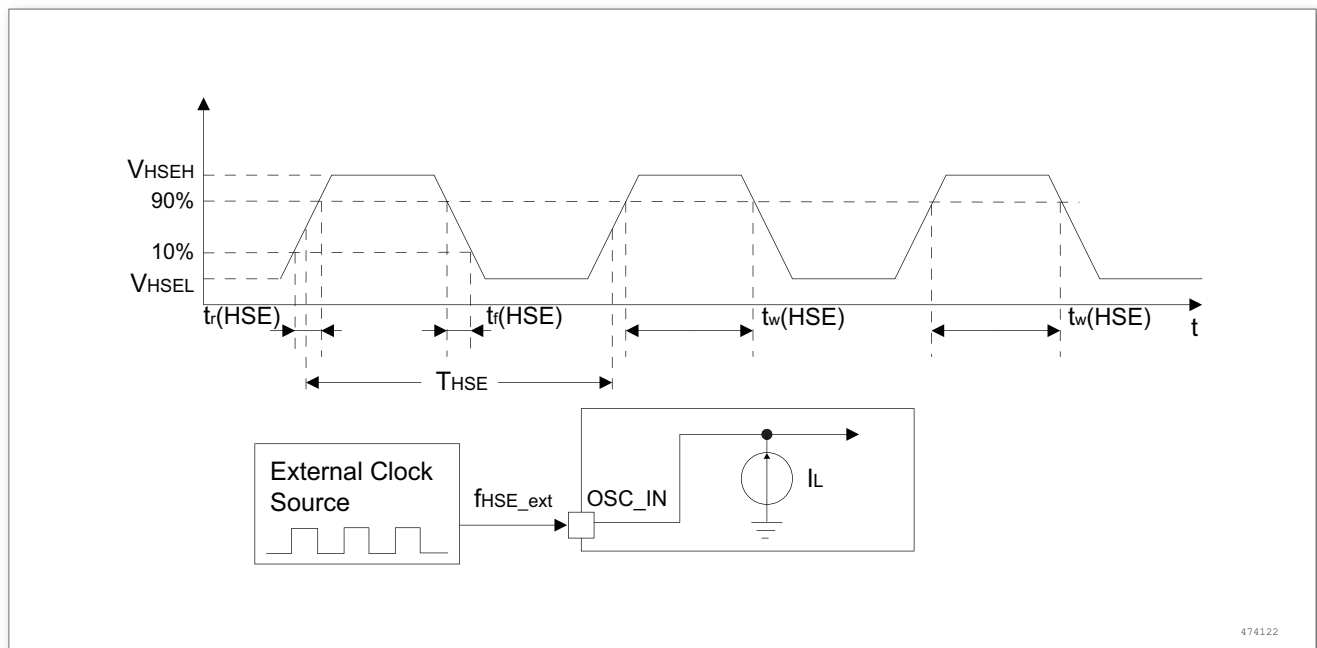 VHSEH
90%
10%
VHSEL
tr(HSE)
tf(HSE)
tw(HSE)
tw(HSE)
t
THSE
External Clock
Source
fHSE_ext
OSC_IN
IL
474122